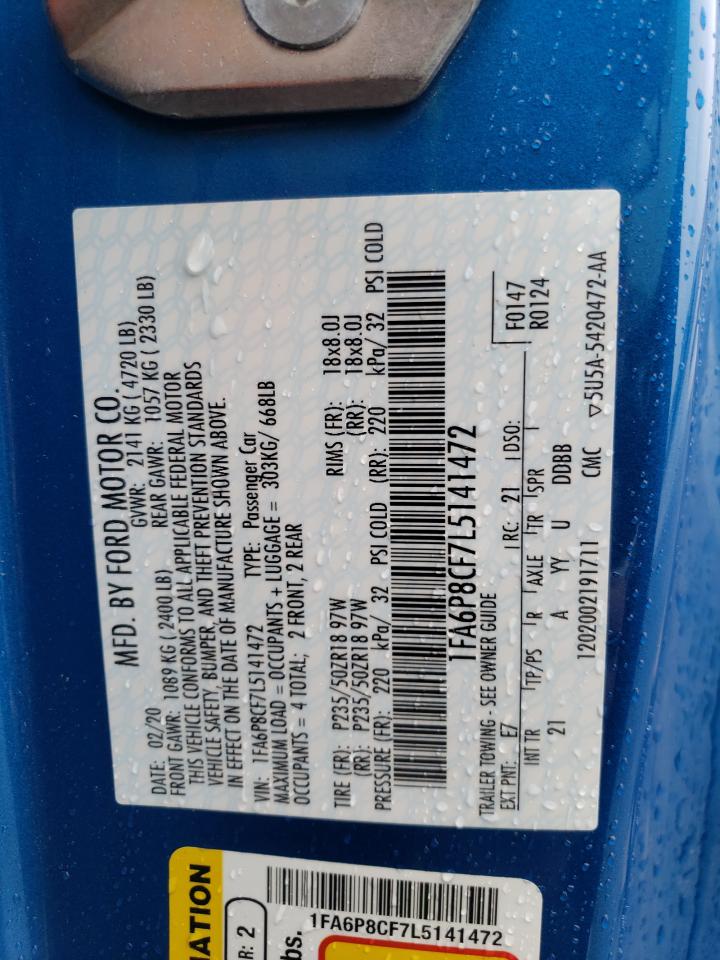 MFD. BY FORD MOTOR CO.
DATE: 02/20 GVWR: 2141 KG ( 4720 LB)
FRONT GAWR: 1089 KG ( 2400 LB) REAR GAWR: 1057 KG ( 2330 LB)
THIS VEHICLE CONFORMS TO ALL APPLICABLE FEDERAL MOTOR
VEHICLE SAFETY, BUMPER, AND THEFT PREVENTION STANDARDS
IN EFFECT ON THE DATE OF MANUFACTURE SHOWN ABOVE.
VIN: 1FA6P8CF7L5141472 TYPE: Passenger Car
MAXIMUM LOAD = OCCUPANTS + LUGGAGE = 303KG/ 668LB
OCCUPANTS = 4 TOTAL; 2 FRONT, 2 REAR
TIRE (FR): P235/50ZR18 97W RIMS (FR): 18x8.0J
(RR): P235/50ZR18 97W (RR): 18x8.0J
PRESSURE (FR): 220 kPa/ 32 PSI COLD (RR): 220 kPa/ 32 PSI COLD
1FA6P8CF7L5141472
TRAILER TOWING - SEE OWNER GUIDE
EXT PNT: E7 RC: 21 DSO: F0147
R0124
INT TR TP/PS R AXLE TR SPR
21 A YY U DDBB
1202002191711 CMC ▽5U5A-5420472-AA
1FA6P8CF7L5141472
R: 2
bs.